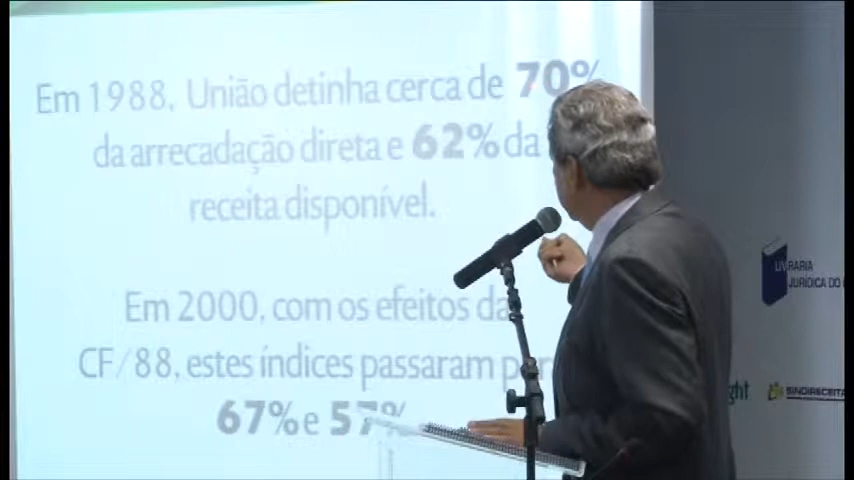 Em 1988, União detinha cerca de 70%
da arrecadação direta e 62% da
receita disponível.
Em 2000, com os efeitos da
CF/88, estes índices passaram
67% e 57%
LIVRARIA
JURÍDICA DO
SINDIRECEITA